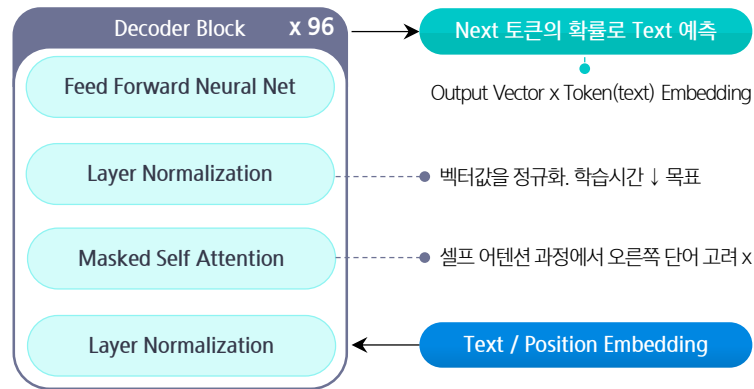 Decoder Block x 96
Next 토큰의 확률로 Text 예측
Feed Forward Neural Net
Output Vector x Token(text) Embedding
Layer Normalization
벡터값을 정규화. 학습시간 ↓ 목표
Masked Self Attention
셀프 어텐션 과정에서 오른쪽 단어 고려 x
Layer Normalization
Text / Position Embedding